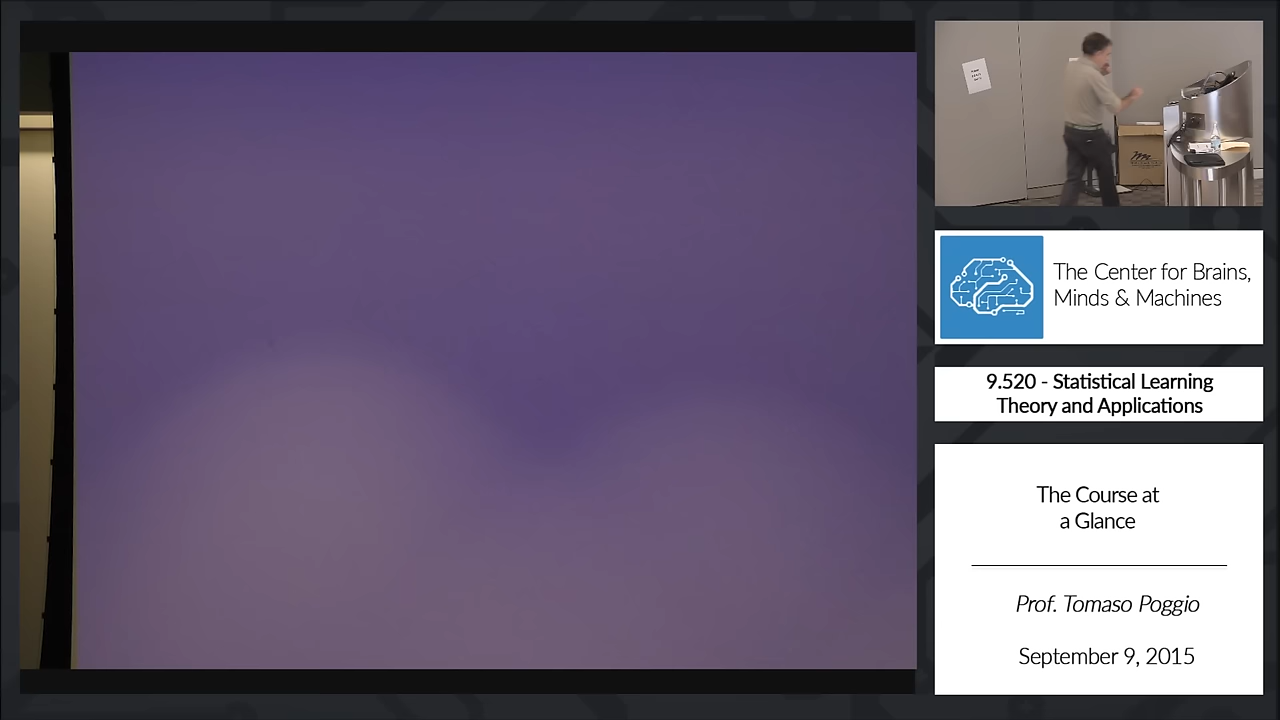 The Center for Brains,
Minds & Machines
9.520 - Statistical Learning
Theory and Applications
The Course at
a Glance
Prof. Tomaso Poggio
September 9, 2015